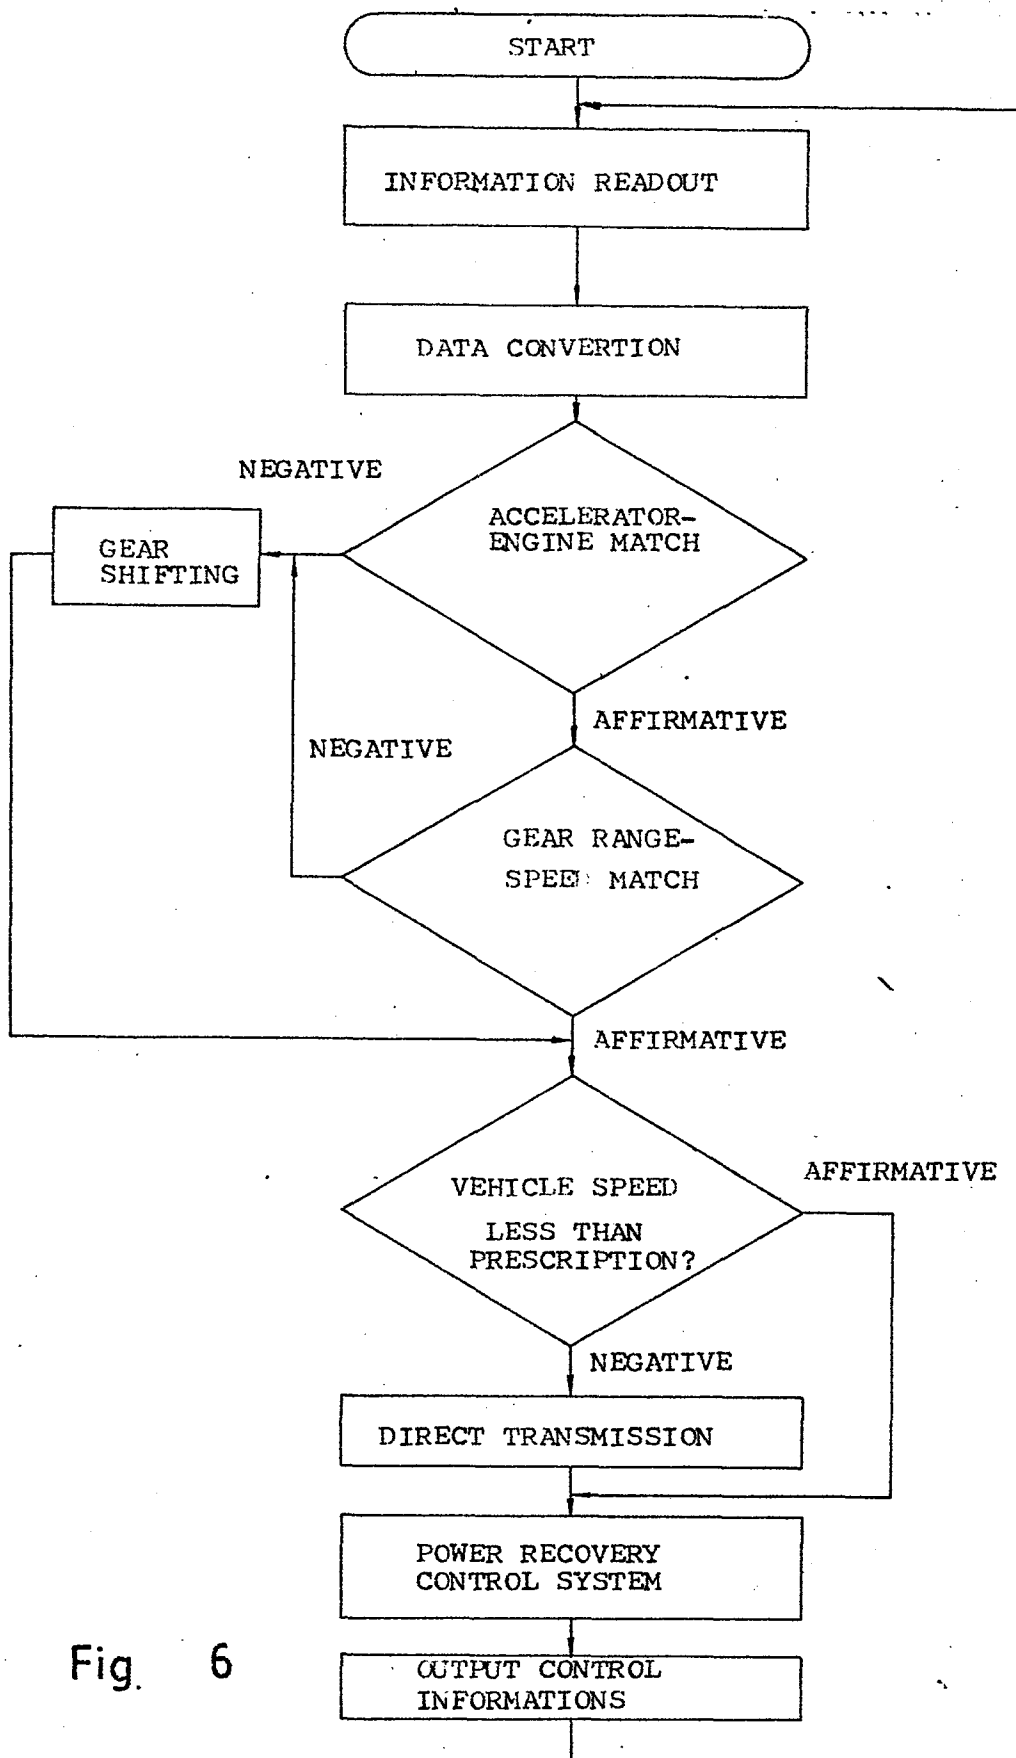 START
INFORMATION READOUT
DATA CONVERTION
NEGATIVE
ACCELERATOR-
ENGINE MATCH
GEAR
SHIFTING
AFFIRMATIVE
NEGATIVE
GEAR RANGE-
SPEED MATCH
AFFIRMATIVE
AFFIRMATIVE
VEHICLE SPEED
LESS THAN
PRESCRIPTION?
NEGATIVE
DIRECT TRANSMISSION
POWER RECOVERY
CONTROL SYSTEM
OUTPUT CONTROL
INFORMATIONS
Fig. 6